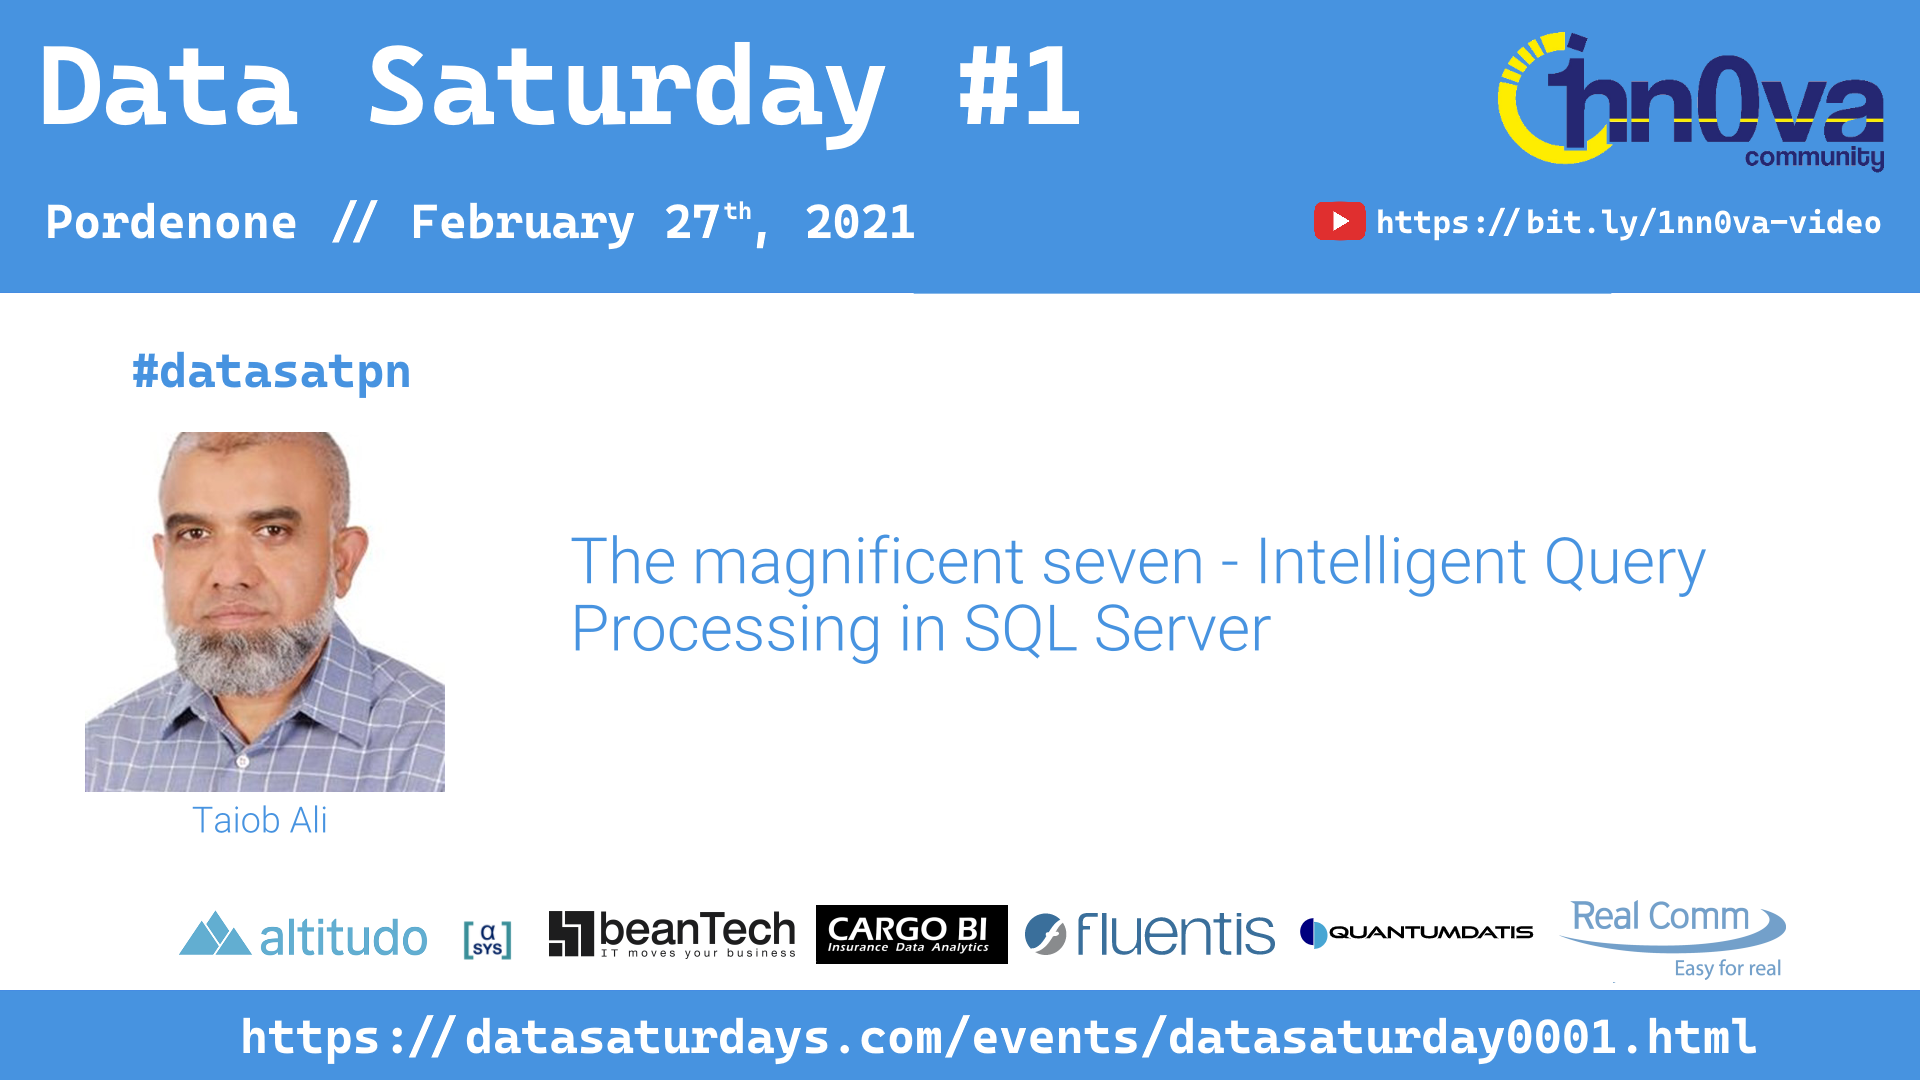 Data Saturday #1
1nn0va
community
Pordenone // February 27th, 2021
https://bit.ly/1nn0va-video
#datasatpn
The magnificent seven - Intelligent Query
Processing in SQL Server
Taiob Ali
altitudo
[α SYS]
beanTech
IT moves your business
CARGO BI
Insurance Data Analytics
fluentis
QUANTUMDATIS
Real Comm
Easy for real
https://datasaturdays.com/events/datasaturday0001.html